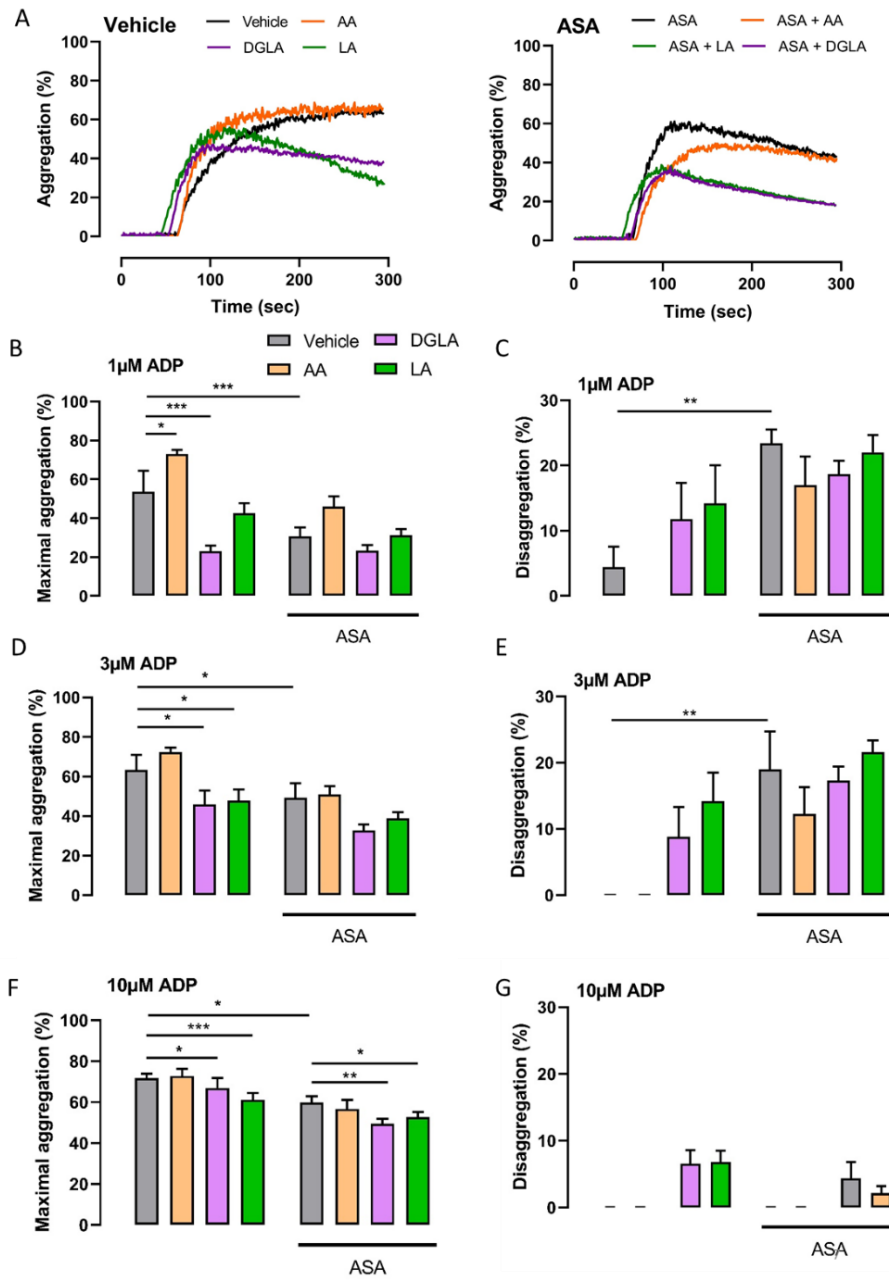 A
Vehicle
Vehicle AA
DGLA LA
Aggregation (%)
100
80
60
40
20
0
0 100 200 300
Time (sec)
ASA
ASA ASA + AA
ASA + LA ASA + DGLA
Aggregation (%)
100
80
60
40
20
0
0 100 200 300
Time (sec)
B
Vehicle DGLA
AA LA
1µM ADP
Maximal aggregation (%)
100
80
60
40
20
0
***
***
*
ASA
C
1µM ADP
Disaggregation (%)
30
20
10
0
**
ASA
D
3µM ADP
Maximal aggregation (%)
100
80
60
40
20
0
*
*
*
ASA
E
3µM ADP
Disaggregation (%)
30
20
10
0
**
ASA
F
10µM ADP
Maximal aggregation (%)
100
80
60
40
20
0
*
***
*
*
**
ASA
G
10µM ADP
Disaggregation (%)
30
20
10
0
ASA